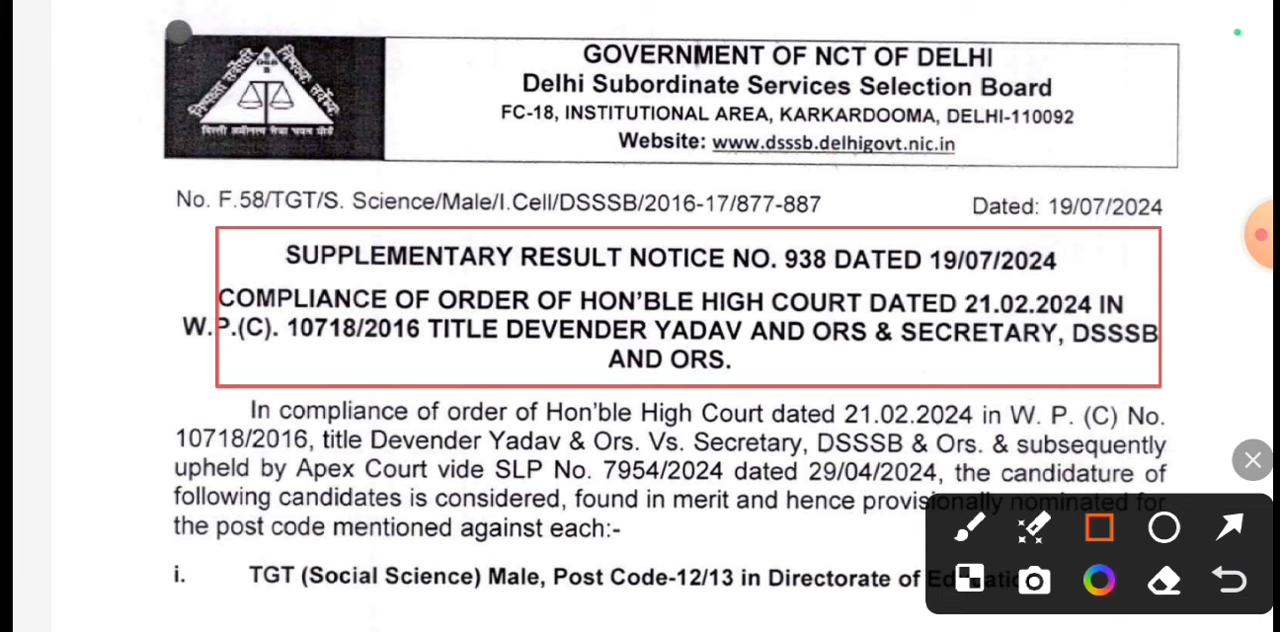 GOVERNMENT OF NCT OF DELHI
Delhi Subordinate Services Selection Board
FC-18, INSTITUTIONAL AREA, KARKARDOOMA, DELHI-110092
Website: www.dsssb.delhigovt.nic.in
No. F.58/TGT/S. Science/Male/I.Cell/DSSSB/2016-17/877-887 Dated: 19/07/2024
SUPPLEMENTARY RESULT NOTICE NO. 938 DATED 19/07/2024
COMPLIANCE OF ORDER OF HON'BLE HIGH COURT DATED 21.02.2024 IN
W.P.(C). 10718/2016 TITLE DEVENDER YADAV AND ORS & SECRETARY, DSSSB
AND ORS.
In compliance of order of Hon'ble High Court dated 21.02.2024 in W. P. (C) No.
10718/2016, title Devender Yadav & Ors. Vs. Secretary, DSSSB & Ors. & subsequently
upheld by Apex Court vide SLP No. 7954/2024 dated 29/04/2024, the candidature of
following candidates is considered, found in merit and hence provisionally nominated for
the post code mentioned against each:-
i. TGT (Social Science) Male, Post Code-12/13 in Directorate of